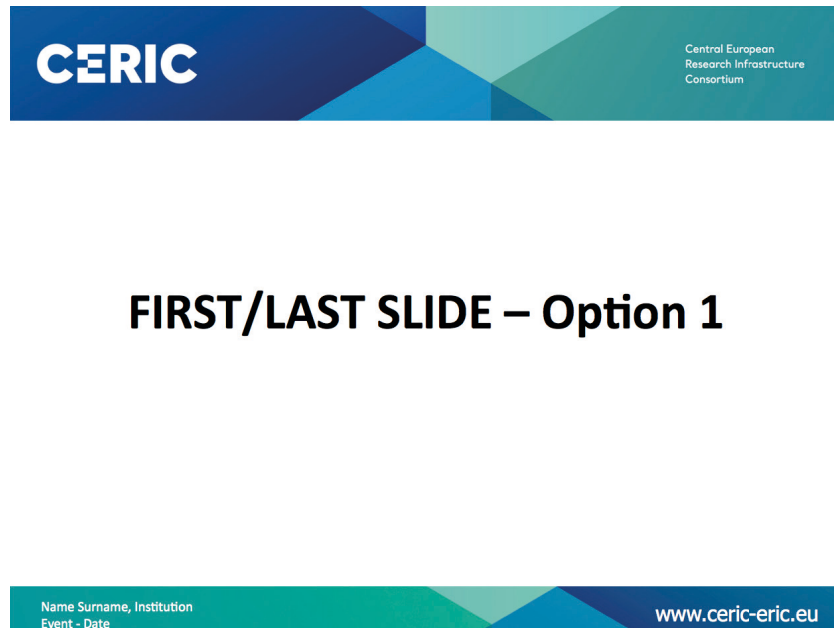 CERIC
Central European
Research Infrastructure
Consortium
FIRST/LAST SLIDE – Option 1
Name Surname, Institution
Event - Date
www.ceric-eric.eu